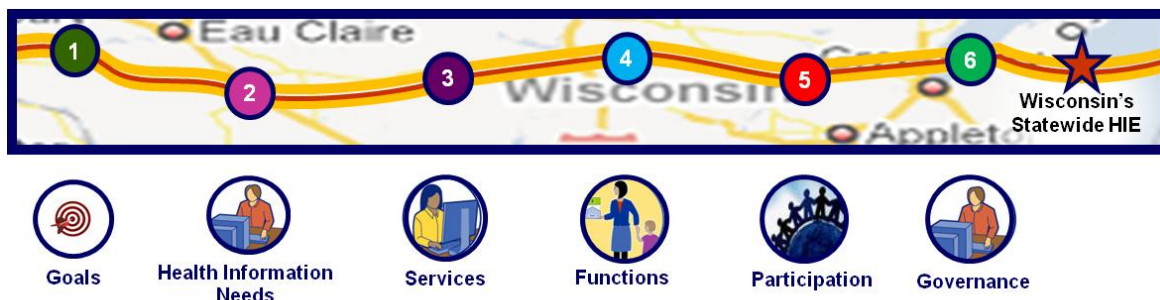 Eau Claire
1
2
3
4
5
6
Wisconsin
Wisconsin's
Statewide HIE
Goals
Health Information
Needs
Services
Functions
Participation
Governance